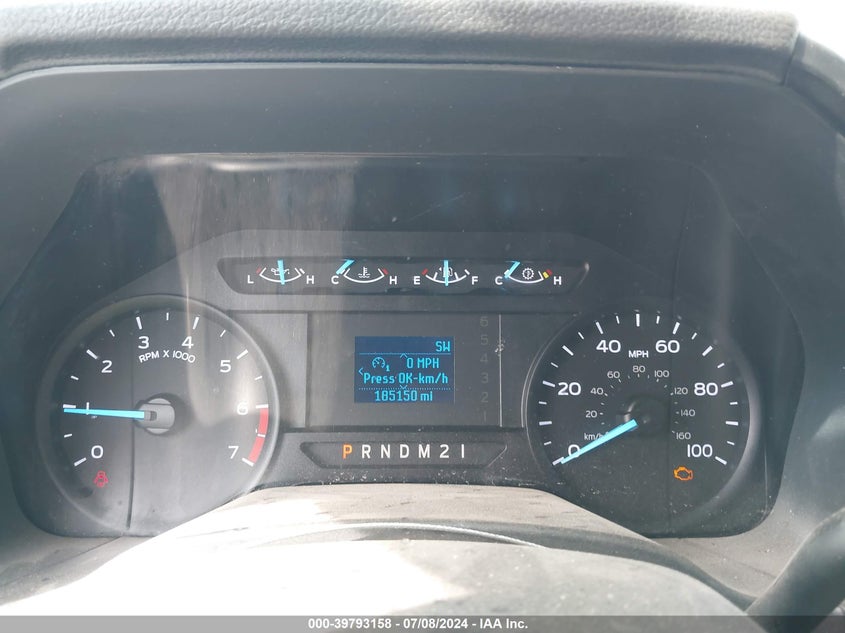 L H C H E F C H
3 4
RPM X 1000
2 5
1 6
0 7
SW
0 MPH
Press OK-km/h
185150 mi
6
5
4
3
2
1
P R N D M 2 1
40 60
MPH
80
60 100
20 80
40 120
20 140
km/h 160
0 100
000-39793158 - 07/08/2024 - IAA Inc.